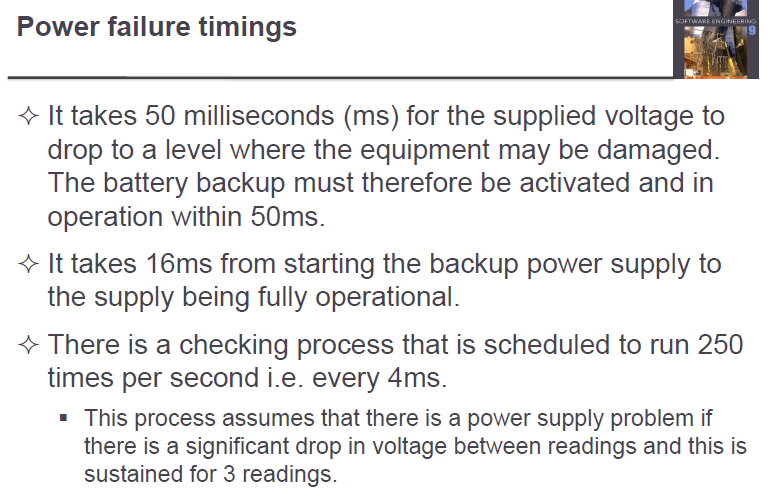 Power failure timings
SOFTWARE ENGINEERING
9
✧ It takes 50 milliseconds (ms) for the supplied voltage to
drop to a level where the equipment may be damaged.
The battery backup must therefore be activated and in
operation within 50ms.
✧ It takes 16ms from starting the backup power supply to
the supply being fully operational.
✧ There is a checking process that is scheduled to run 250
times per second i.e. every 4ms.
▪ This process assumes that there is a power supply problem if
there is a significant drop in voltage between readings and this is
sustained for 3 readings.